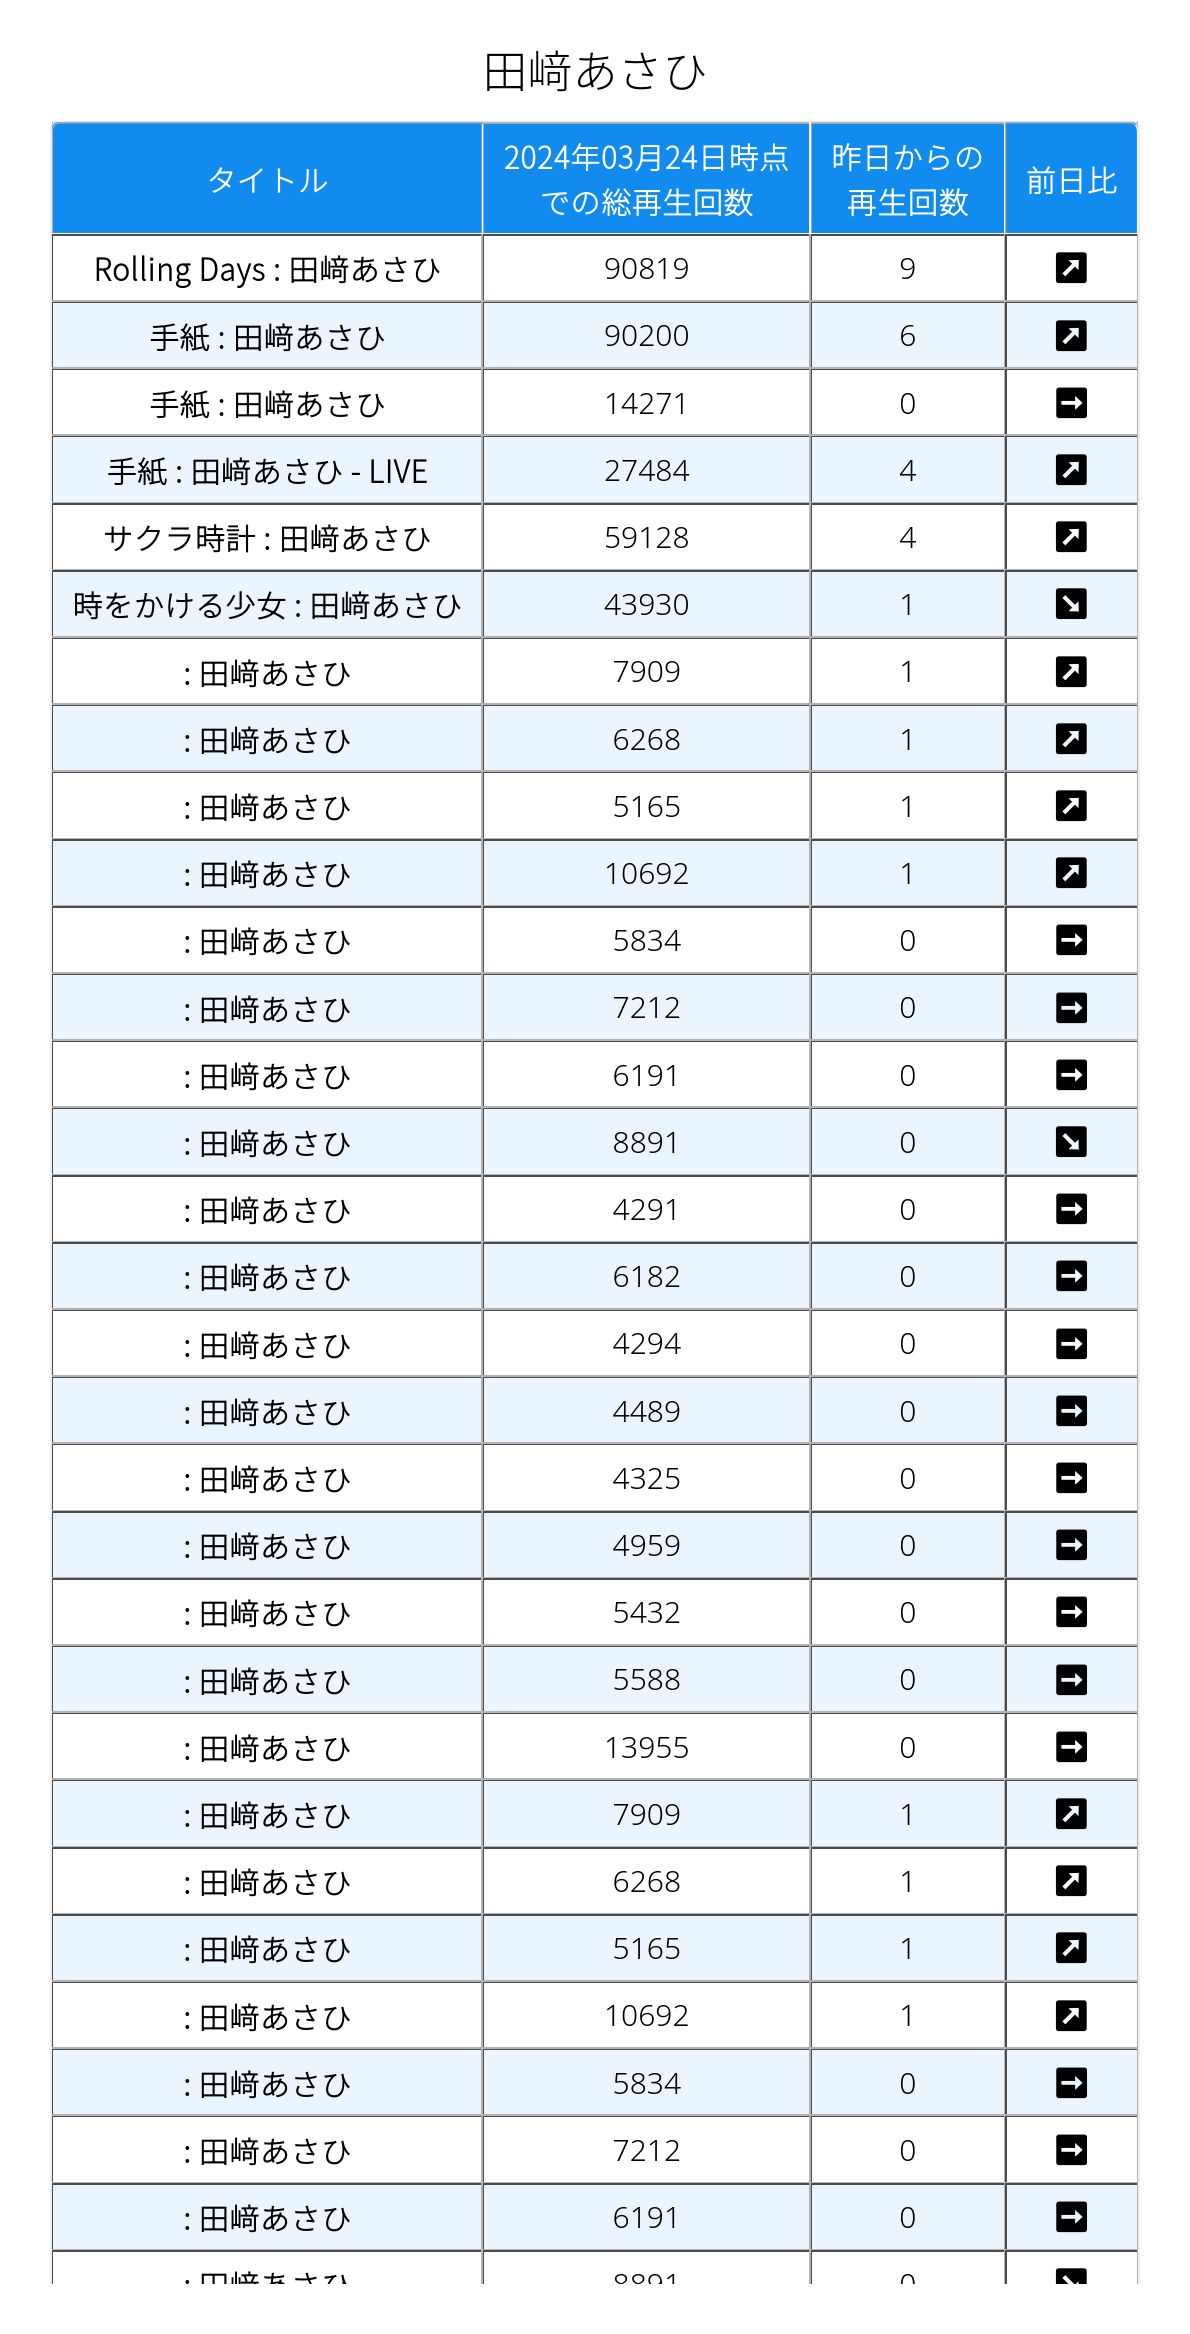 田﨑あさひ
タイトル 2024年03月24日時点での総再生回数 昨日からの再生回数 前日比
Rolling Days : 田﨑あさひ 90819 9 ↗
手紙 : 田﨑あさひ 90200 6 ↗
手紙 : 田﨑あさひ 14271 0 →
手紙 : 田﨑あさひ - LIVE 27484 4 ↗
サクラ時計 : 田﨑あさひ 59128 4 ↗
時をかける少女 : 田﨑あさひ 43930 1 ↘
: 田﨑あさひ 7909 1 ↗
: 田﨑あさひ 6268 1 ↗
: 田﨑あさひ 5165 1 ↗
: 田﨑あさひ 10692 1 ↗
: 田﨑あさひ 5834 0 →
: 田﨑あさひ 7212 0 →
: 田﨑あさひ 6191 0 →
: 田﨑あさひ 8891 0 ↘
: 田﨑あさひ 4291 0 →
: 田﨑あさひ 6182 0 →
: 田﨑あさひ 4294 0 →
: 田﨑あさひ 4489 0 →
: 田﨑あさひ 4325 0 →
: 田﨑あさひ 4959 0 →
: 田﨑あさひ 5432 0 →
: 田﨑あさひ 5588 0 →
: 田﨑あさひ 13955 0 →
: 田﨑あさひ 7909 1 ↗
: 田﨑あさひ 6268 1 ↗
: 田﨑あさひ 5165 1 ↗
: 田﨑あさひ 10692 1 ↗
: 田﨑あさひ 5834 0 →
: 田﨑あさひ 7212 0 →
: 田﨑あさひ 6191 0 →
: 田﨑あさひ 8891 0 ↘